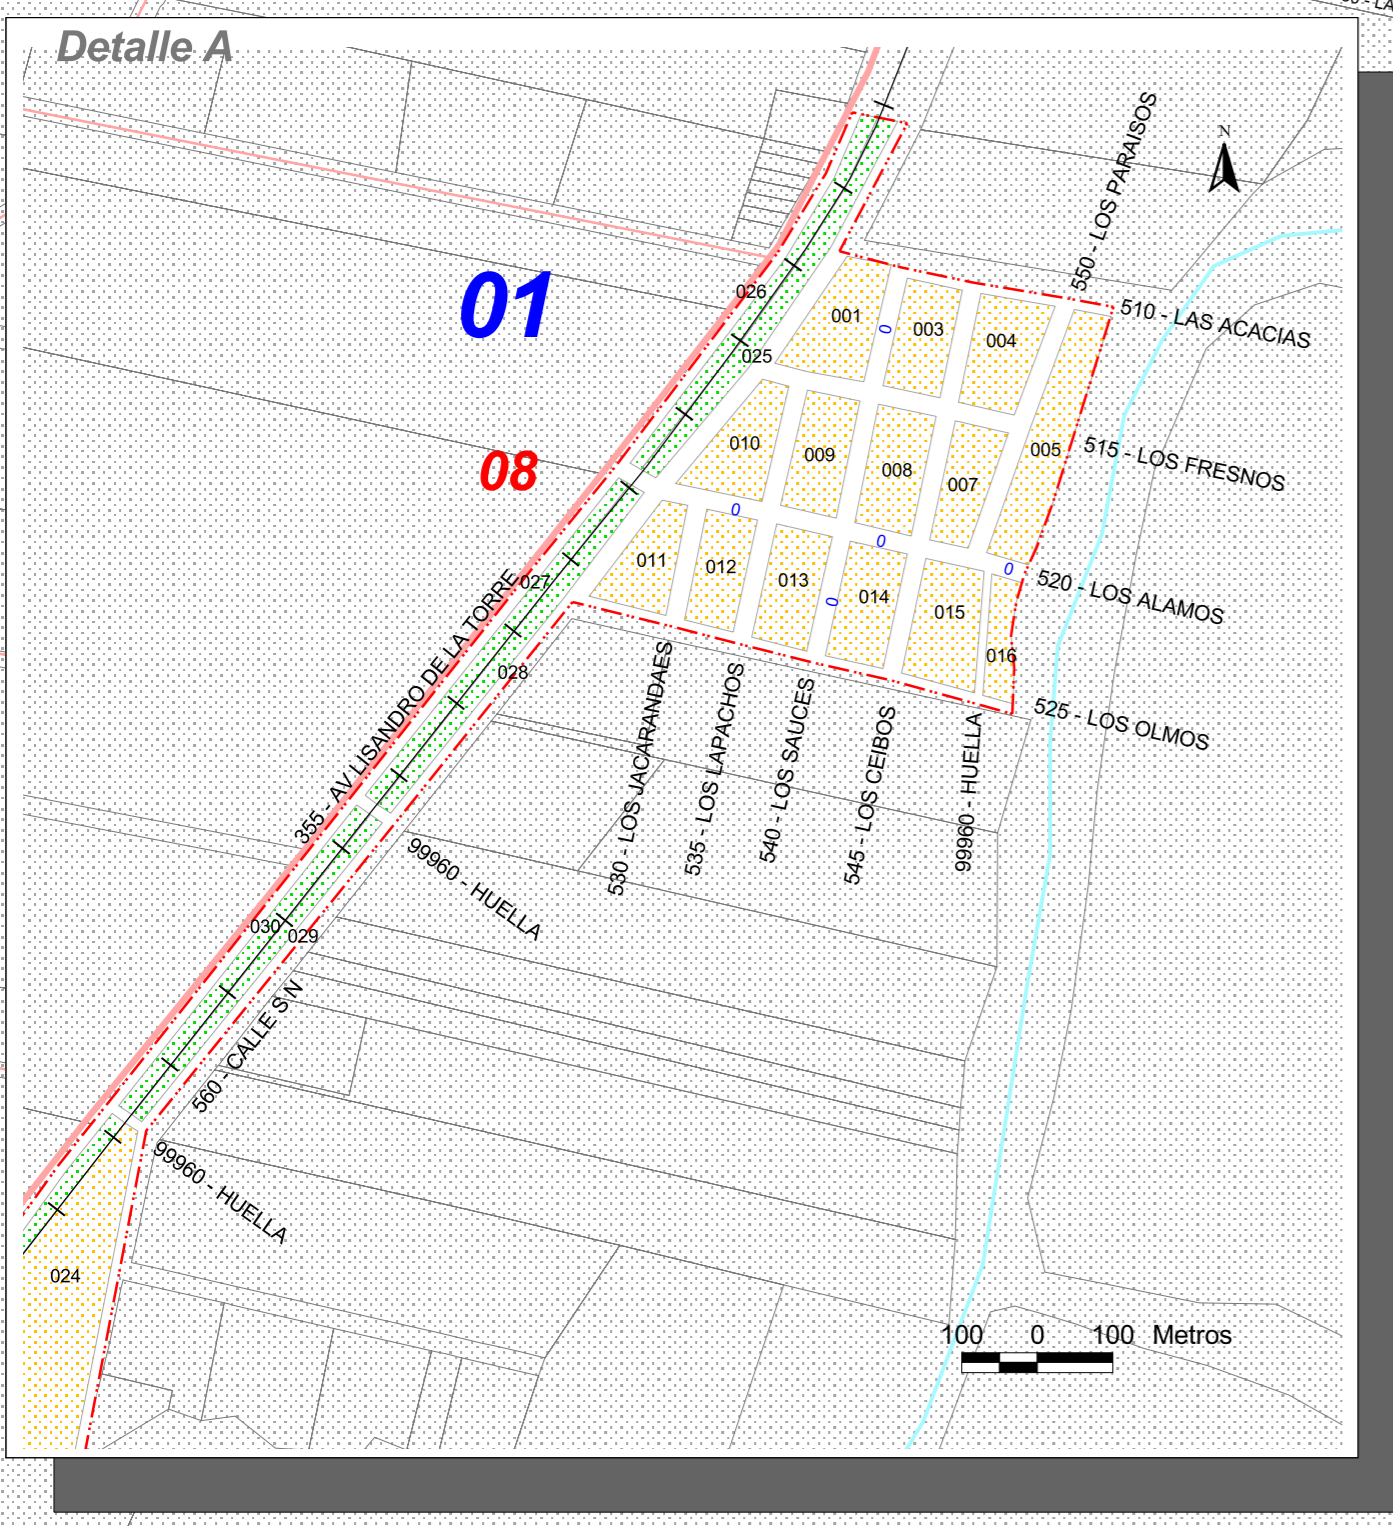 Detalle A
N
550 - LOS PARAISOS
01
026
001
0
003
004
510 - LAS ACACIAS
025
08
010
009
008
007
005
515 - LOS FRESNOS
0
0
0
011
012
013
0
014
015
016
520 - LOS ALAMOS
027
028
355 - AV LISANDRO DE LA TORRE
530 - LOS JACARANDAES
535 - LOS LAPACHOS
540 - LOS SAUCES
545 - LOS CEIBOS
99960 - HUELLA
525 - LOS OLMOS
99960 - HUELLA
030
029
560 - CALLE S N
99960 - HUELLA
024
100 0 100 Metros